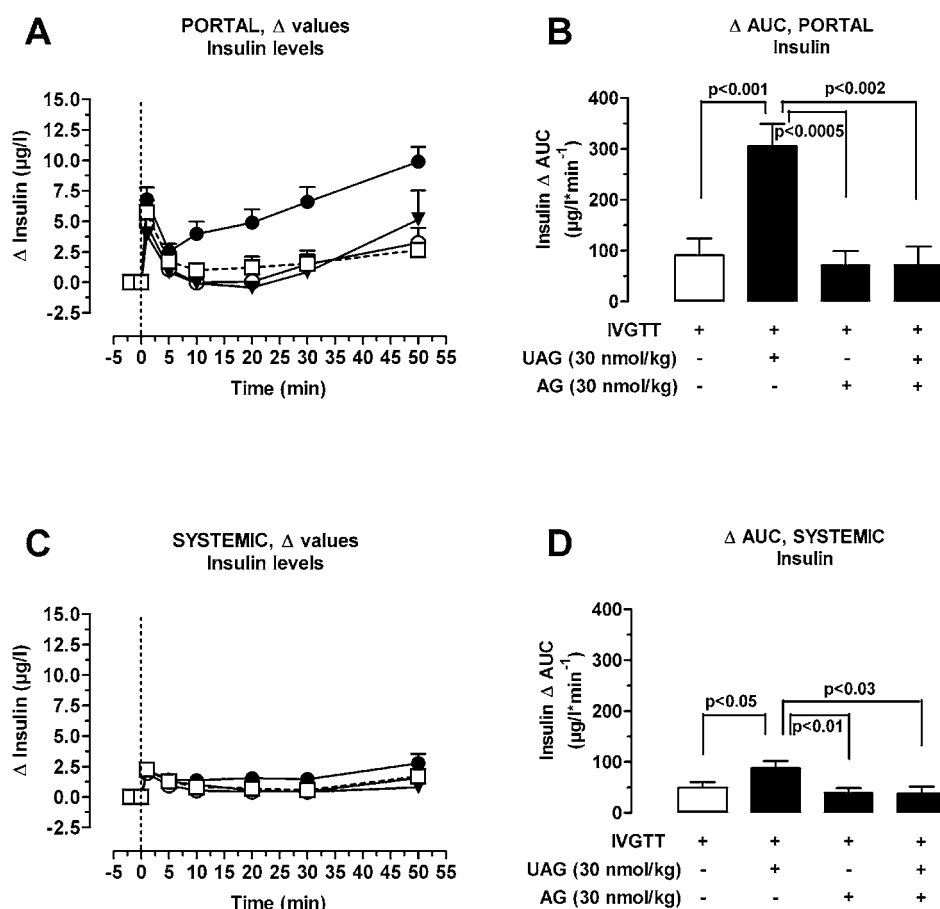 A
PORTAL, Δ values
Insulin levels
15.0
12.5
10.0
7.5
5.0
2.5
0.0
-2.5
Δ Insulin (µg/l)
-5 0 5 10 15 20 25 30 35 40 45 50 55
Time (min)
B
Δ AUC, PORTAL
Insulin
p<0.001
p<0.002
p<0.0005
400
300
200
100
0
Insulin Δ AUC
(µg/l*min-1)
IVGTT + + + +
UAG (30 nmol/kg) - + - +
AG (30 nmol/kg) - - + +
C
SYSTEMIC, Δ values
Insulin levels
15.0
12.5
10.0
7.5
5.0
2.5
0.0
-2.5
Δ Insulin (µg/l)
-5 0 5 10 15 20 25 30 35 40 45 50 55
Time (min)
D
Δ AUC, SYSTEMIC
Insulin
400
300
200
100
0
Insulin Δ AUC
(µg/l*min-1)
p<0.05
p<0.03
p<0.01
IVGTT + + + +
UAG (30 nmol/kg) - + - +
AG (30 nmol/kg) - - + +